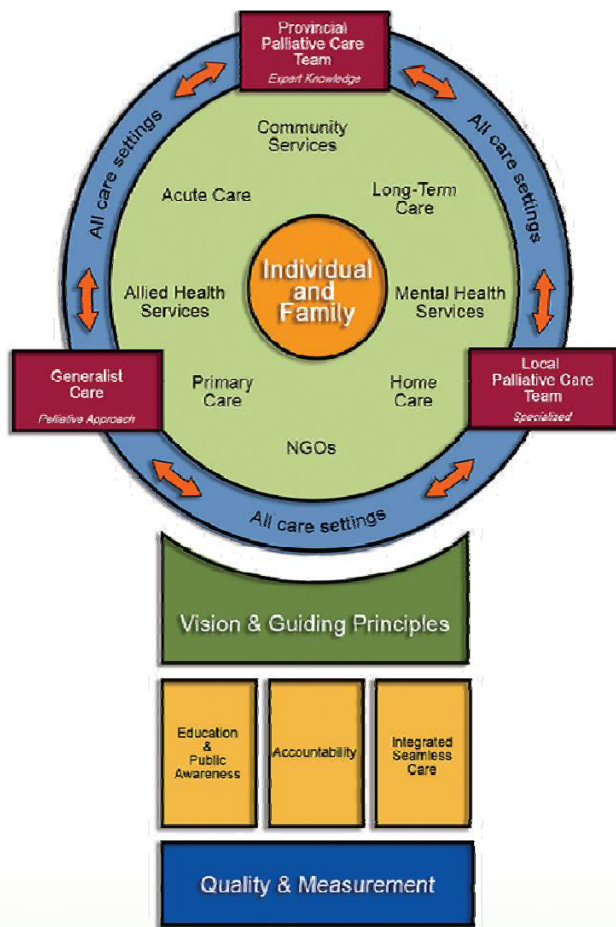 Provincial
Palliative Care
Team
Expert Knowledge
All care settings
All care settings
Community
Services
Acute Care
Long-Term
Care
Individual
and
Family
Allied Health
Services
Mental Health
Services
Generalist
Care
Palliative Approach
Primary
Care
Home
Care
Local
Palliative Care
Team
Specialized
NGOs
All care settings
Vision & Guiding Principles
Education
&
Public
Awareness
Accountability
Integrated
Seamless
Care
Quality & Measurement